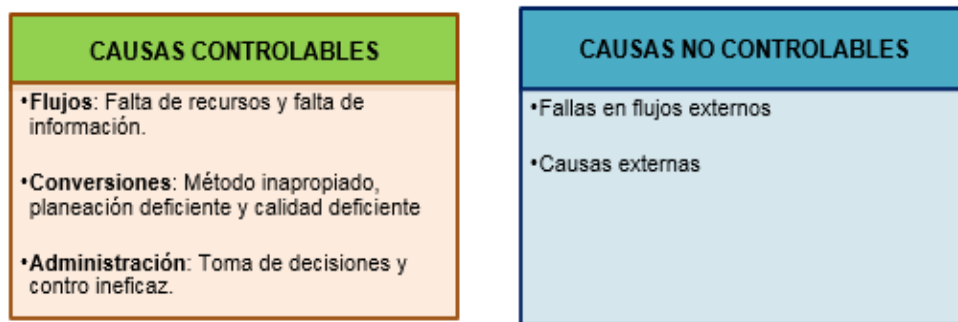 CAUSAS CONTROLABLES
•Flujos: Falta de recursos y falta de
información.
•Conversiones: Método inapropiado,
planeación deficiente y calidad deficiente
•Administración: Toma de decisiones y
contro ineficaz.
CAUSAS NO CONTROLABLES
•Fallas en flujos externos
•Causas externas